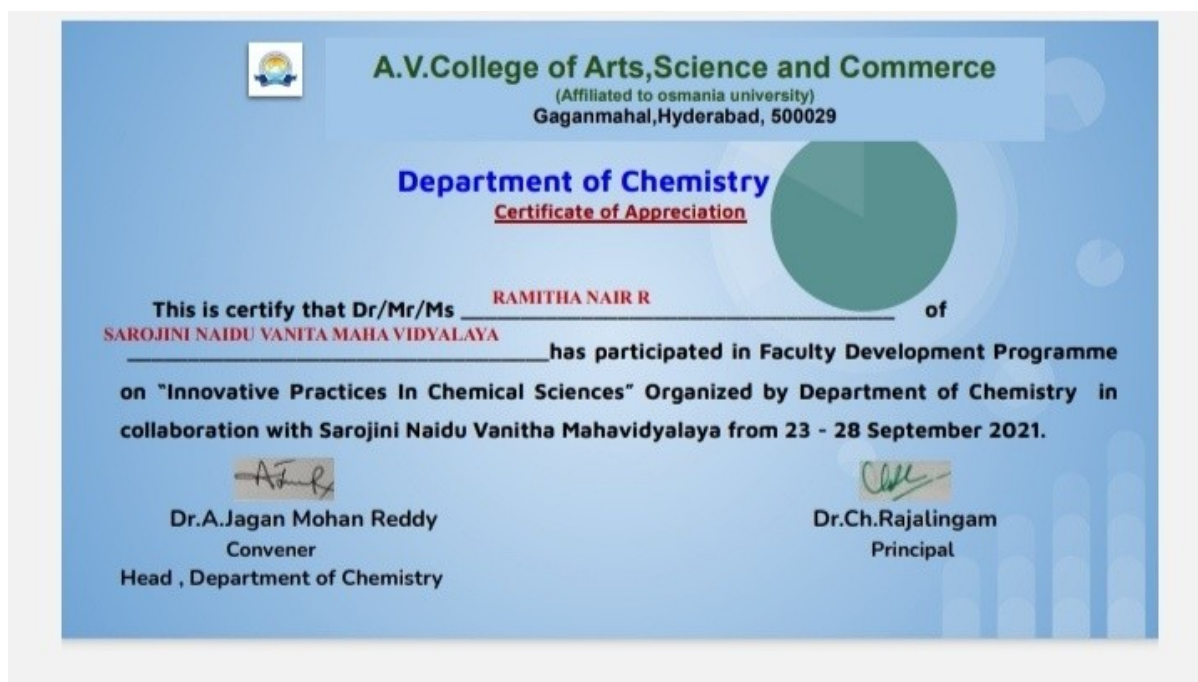 A.V.College of Arts,Science and Commerce
(Affiliated to osmania university)
Gaganmahal,Hyderabad, 500029
Department of Chemistry
Certificate of Appreciation
This is certify that Dr/Mr/Ms RAMITHA NAIR R of
SAROJINI NAIDU VANITA MAHA VIDYALAYA has participated in Faculty Development Programme
on "Innovative Practices In Chemical Sciences" Organized by Department of Chemistry in
collaboration with Sarojini Naidu Vanitha Mahavidyalaya from 23 - 28 September 2021.
Dr.A.Jagan Mohan Reddy
Convener
Head , Department of Chemistry
Dr.Ch.Rajalingam
Principal